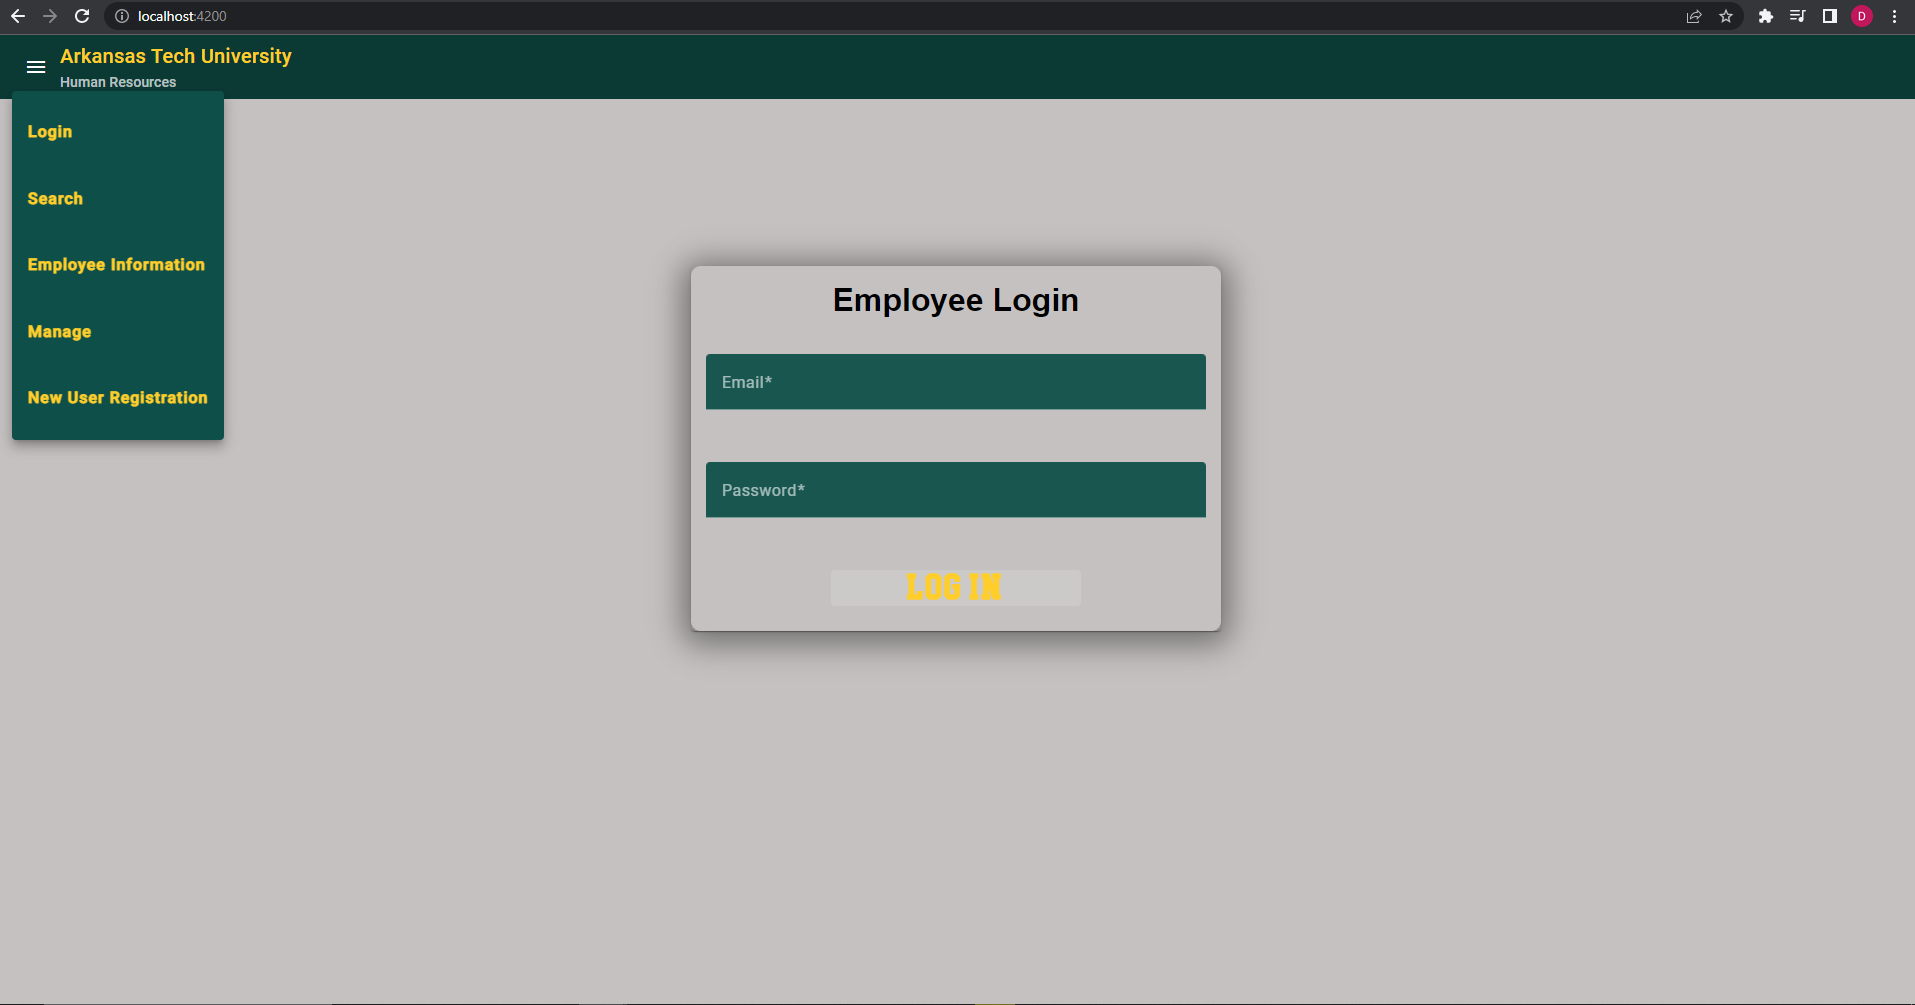 localhost:4200
D
Arkansas Tech University
Human Resources
Login
Search
Employee Information
Manage
New User Registration
Employee Login
Email*
Password*
LOG IN